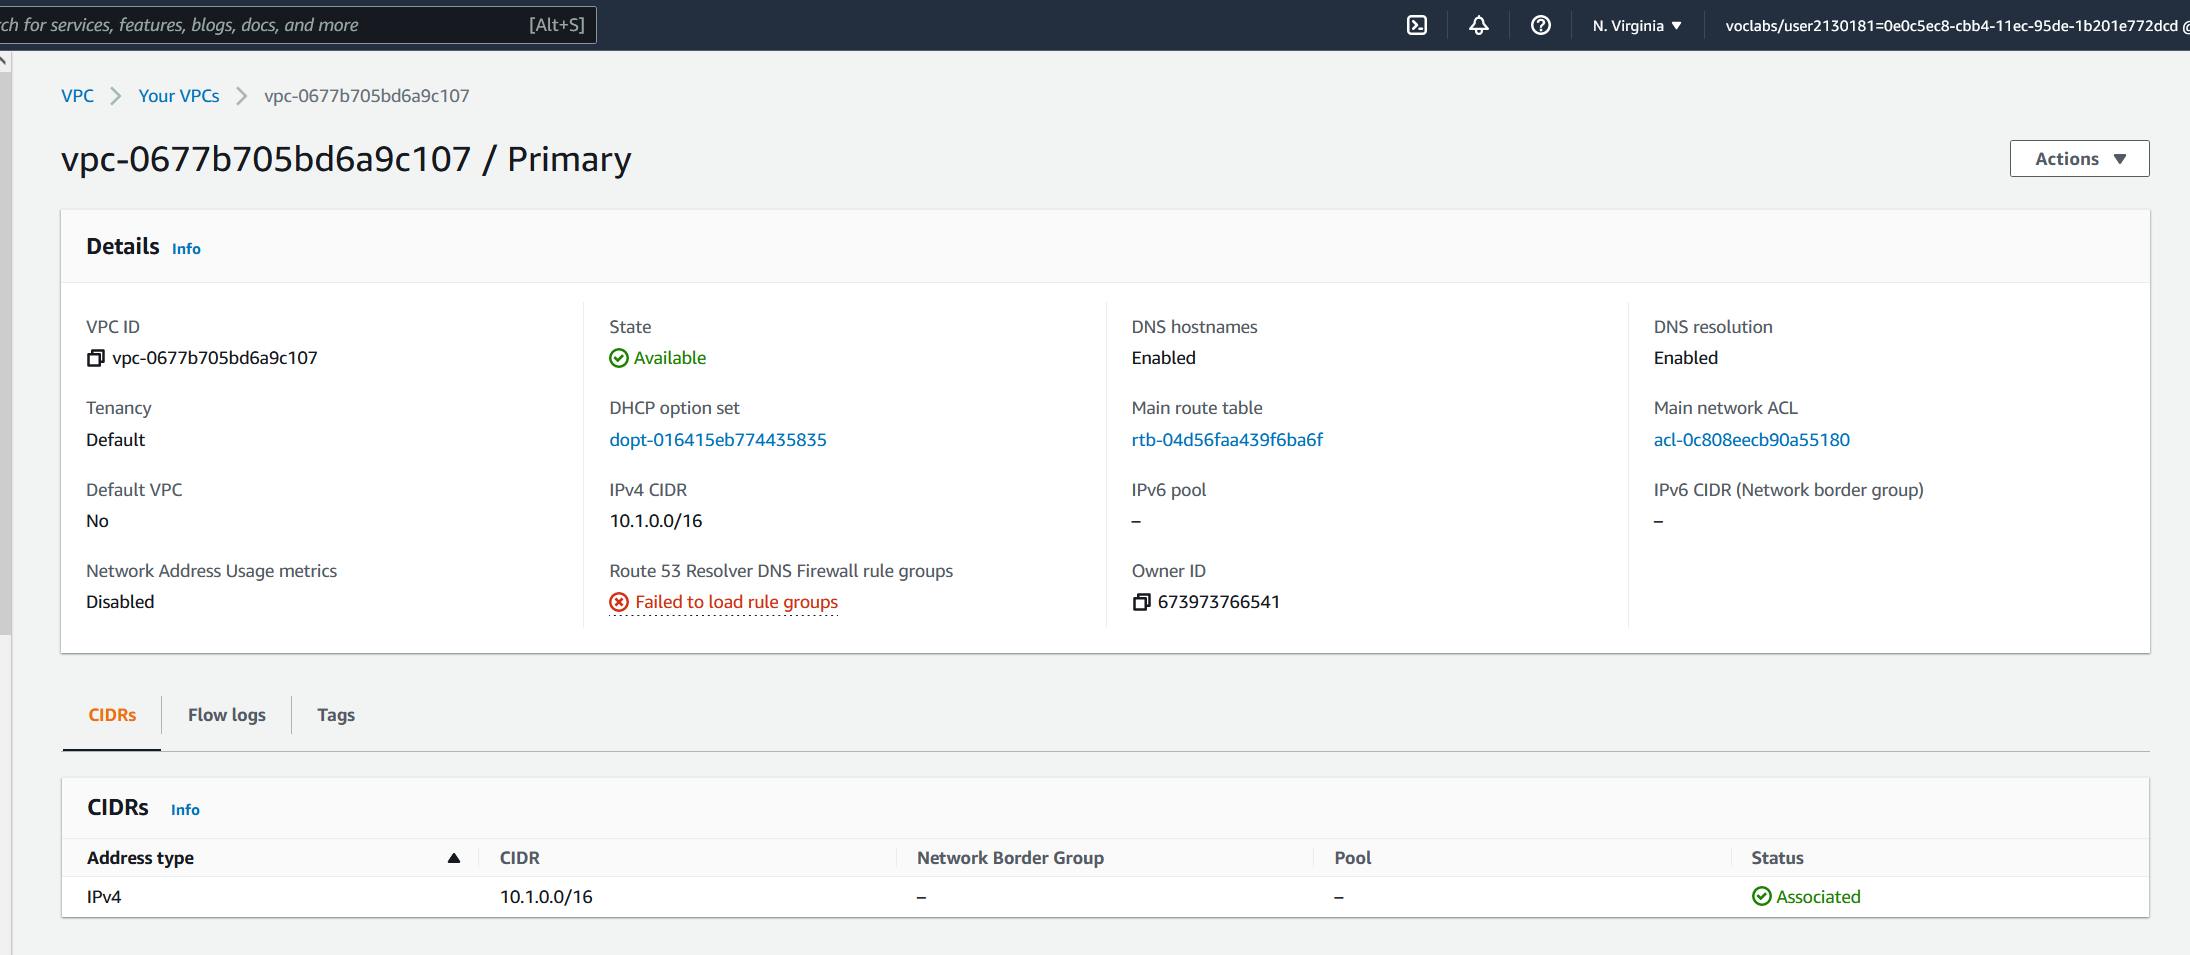 ch for services, features, blogs, docs, and more [Alt+S] N. Virginia ▼ voclabs/user2130181=0e0c5ec8-cbb4-11ec-95de-1b201e772dcd @
VPC > Your VPCs > vpc-0677b705bd6a9c107
vpc-0677b705bd6a9c107 / Primary
Actions ▼
Details Info
VPC ID State DNS hostnames DNS resolution
vpc-0677b705bd6a9c107 Available Enabled Enabled
Tenancy DHCP option set Main route table Main network ACL
Default dopt-016415eb774435835 rtb-04d56faa439f6ba6f acl-0c808eecb90a55180
Default VPC IPv4 CIDR IPv6 pool IPv6 CIDR (Network border group)
No 10.1.0.0/16 – –
Network Address Usage metrics Route 53 Resolver DNS Firewall rule groups Owner ID
Disabled Failed to load rule groups 673973766541
CIDRs Flow logs Tags
CIDRs Info
Address type ▲ CIDR Network Border Group Pool Status
IPv4 10.1.0.0/16 – – Associated